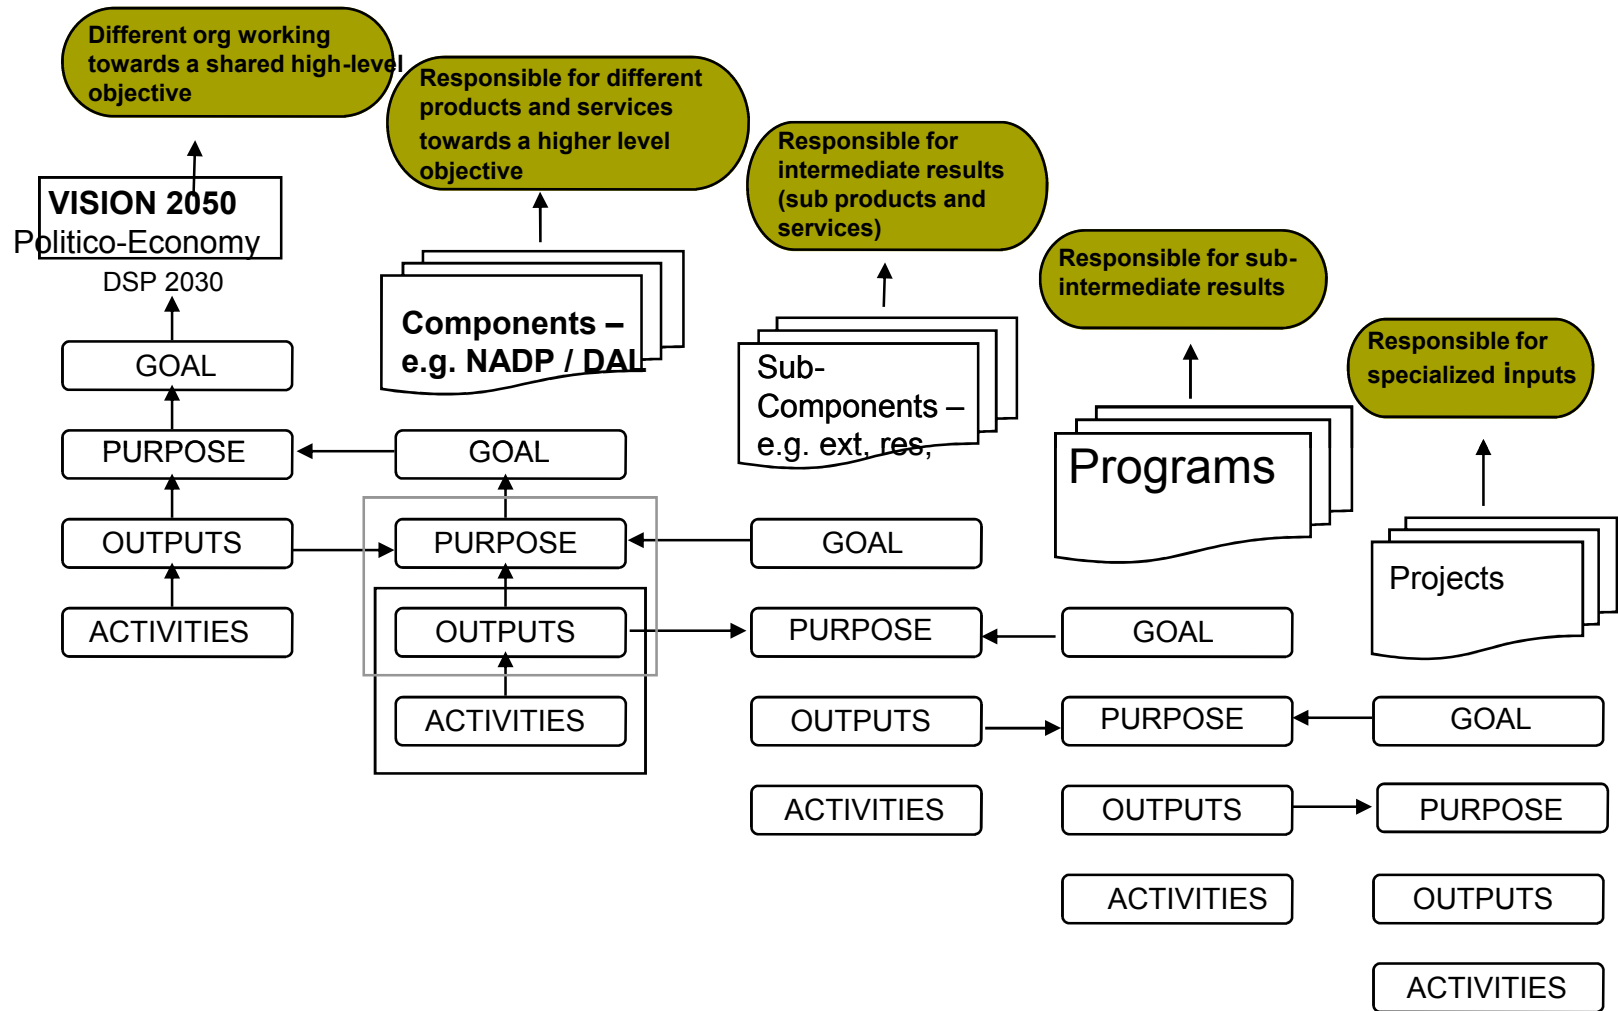 Different org working
towards a shared high-level
objective
Responsible for different
products and services
towards a higher level
objective
Responsible for
intermediate results
(sub products and
services)
Responsible for sub-
intermediate results
Responsible for
specialized inputs
VISION 2050
Politico-Economy
DSP 2030
Components –
e.g. NADP / DAL
Sub-
Components –
e.g. ext, res,
Programs
Projects
GOAL
PURPOSE
OUTPUTS
ACTIVITIES
GOAL
PURPOSE
OUTPUTS
ACTIVITIES
GOAL
PURPOSE
OUTPUTS
ACTIVITIES
GOAL
PURPOSE
OUTPUTS
ACTIVITIES
GOAL
PURPOSE
OUTPUTS
ACTIVITIES